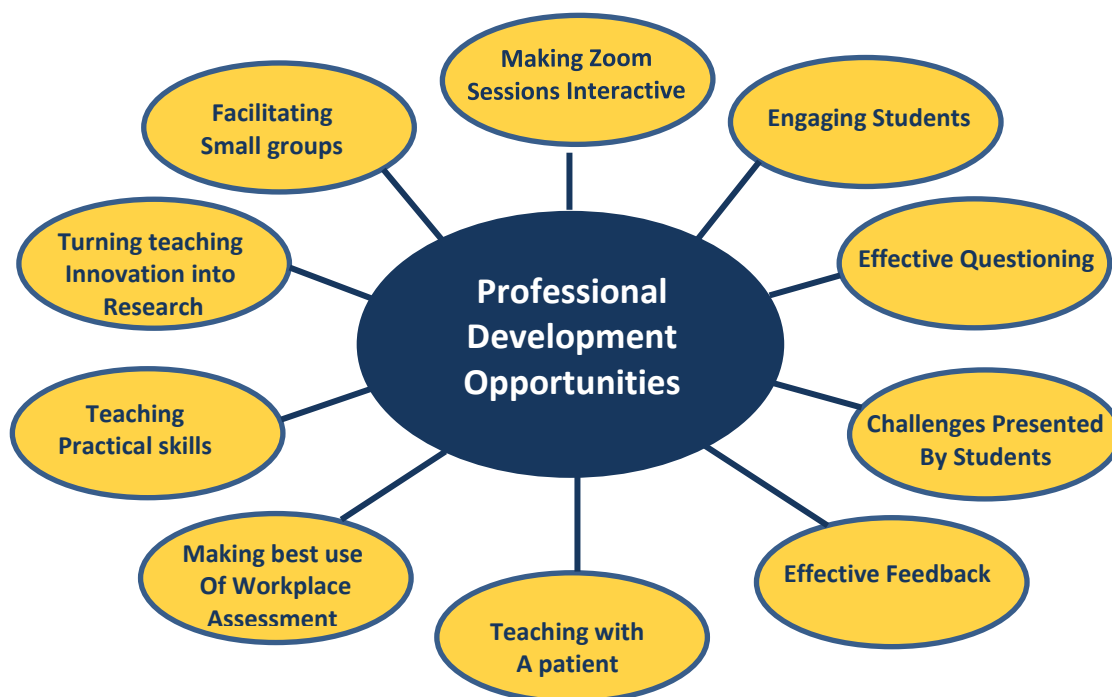 Making Zoom
Sessions Interactive
Engaging Students
Effective Questioning
Challenges Presented
By Students
Effective Feedback
Teaching with
A patient
Making best use
Of Workplace
Assessment
Teaching
Practical skills
Turning teaching
Innovation into
Research
Facilitating
Small groups
Professional
Development
Opportunities